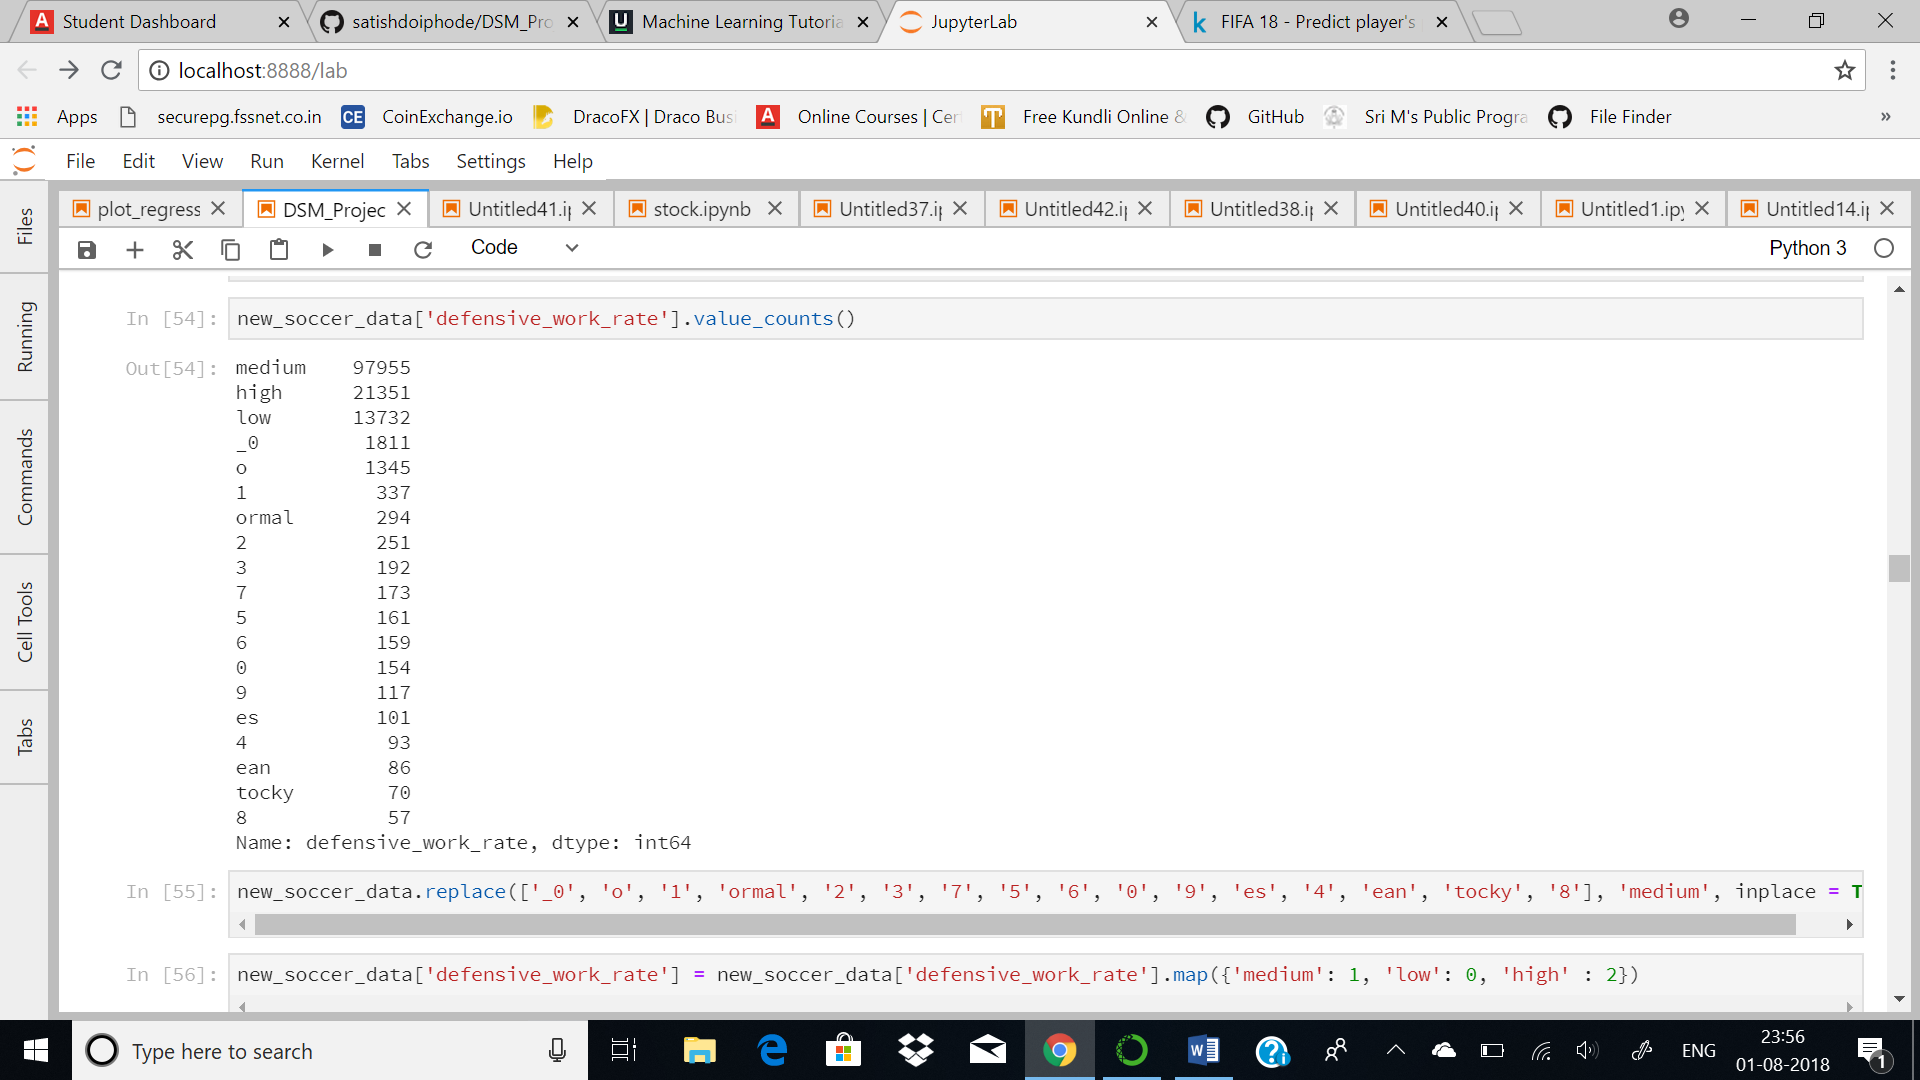 Student Dashboard
satishdoiphode/DSM_Pro
Machine Learning Tutoria
JupyterLab
FIFA 18 - Predict player's
localhost:8888/lab
Apps securepg.fssnet.co.in CoinExchange.io DracoFX | Draco Busi Online Courses | Cer Free Kundli Online & GitHub Sri M's Public Progra File Finder »
File Edit View Run Kernel Tabs Settings Help
plot_regress DSM_Projec Untitled41.i stock.ipynb Untitled37.i Untitled42.i Untitled38.i Untitled40.i Untitled1.ipy Untitled14.i
Code Python 3
Files
Running
Commands
Cell Tools
Tabs
In [54]: new_soccer_data['defensive_work_rate'].value_counts()
Out[54]: medium 97955
high 21351
low 13732
_0 1811
o 1345
1 337
ormal 294
2 251
3 192
7 173
5 161
6 159
0 154
9 117
es 101
4 93
ean 86
tocky 70
8 57
Name: defensive_work_rate, dtype: int64
In [55]: new_soccer_data.replace(['_0', 'o', '1', 'ormal', '2', '3', '7', '5', '6', '0', '9', 'es', '4', 'ean', 'tocky', '8'], 'medium', inplace = T
In [56]: new_soccer_data['defensive_work_rate'] = new_soccer_data['defensive_work_rate'].map({'medium': 1, 'low': 0, 'high' : 2})
Type here to search
ENG
23:56
01-08-2018
1